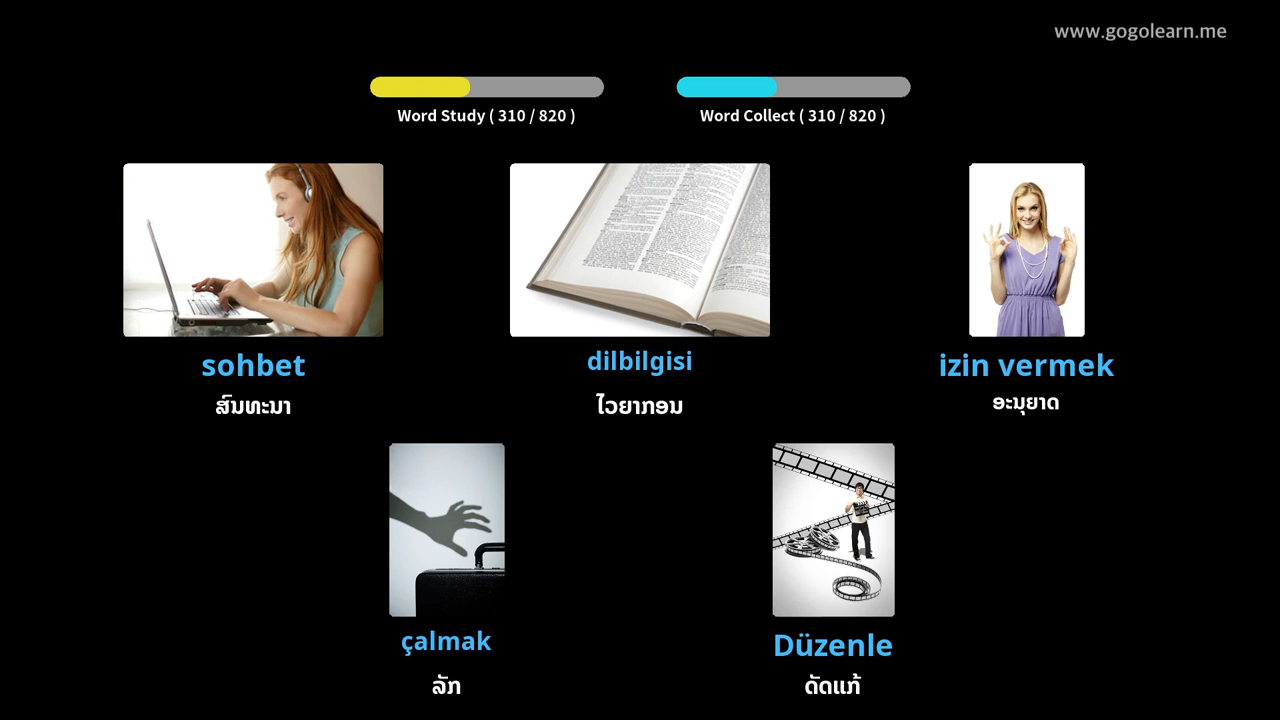 www.gogolearn.me
Word Study ( 310 / 820 )
Word Collect ( 310 / 820 )
sohbet
ສົນທະນາ
dilbilgisi
ໄວຍາກອນ
izin vermek
ອະນຸຍາດ
çalmak
ລັກ
Düzenle
ດັດແກ້